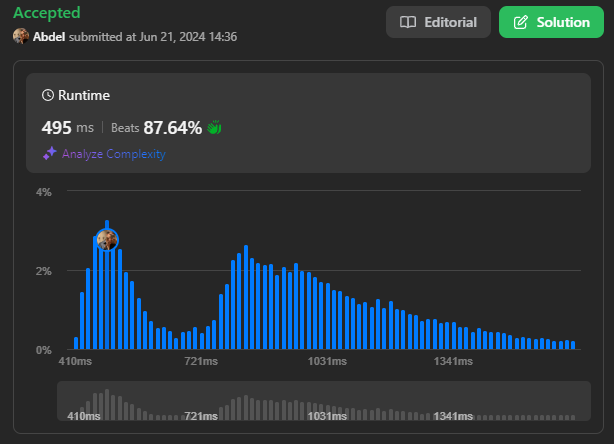 Accepted
Editorial
Solution
Abdel submitted at Jun 21, 2024 14:36
Runtime
495 ms Beats 87.64%
Analyze Complexity
4%
2%
0%
410ms 721ms 1031ms 1341ms
410ms 721ms 1031ms 1341ms